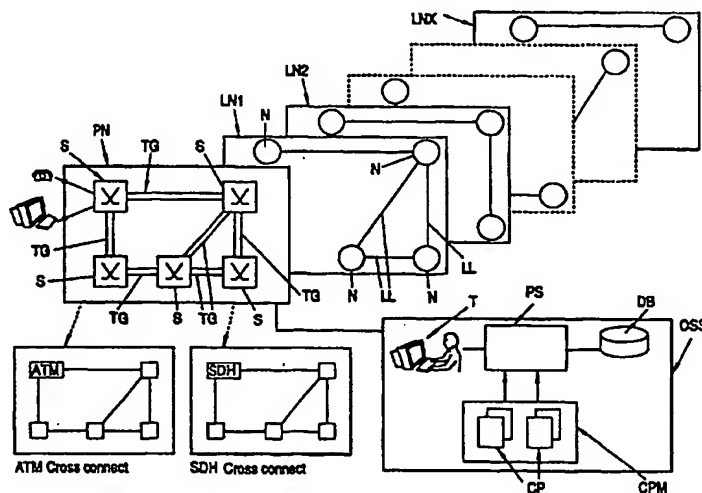 LNX
LN2
LN1
N
S
PN
TG
S
N
TG
S
TG
S
TG
S
TG
N
LL
N
LL
T
PS
DB
OSS
ATM
SDH
ATM Cross connect
SDH Cross connect
CP
CPM